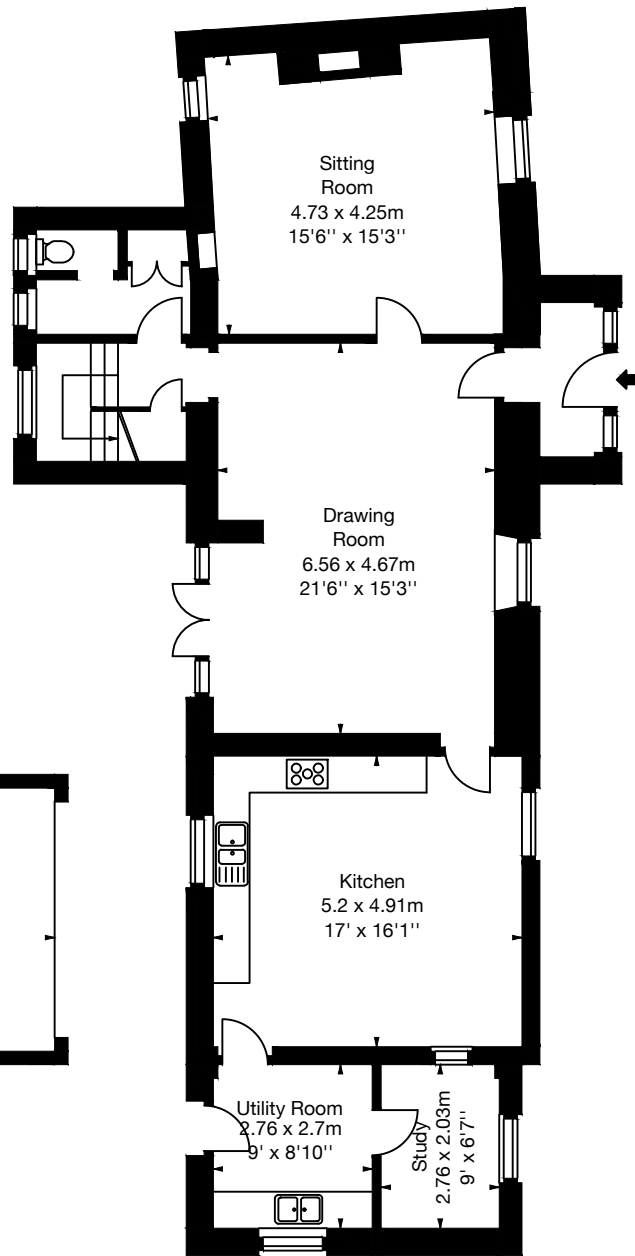 Sitting
Room
4.73 x 4.25m
15'6'' x 15'3''
Drawing
Room
6.56 x 4.67m
21'6'' x 15'3''
Kitchen
5.2 x 4.91m
17' x 16'1''
Utility Room
2.76 x 2.7m
9' x 8'10''
Study
2.76 x 2.03m
9' x 6'7''